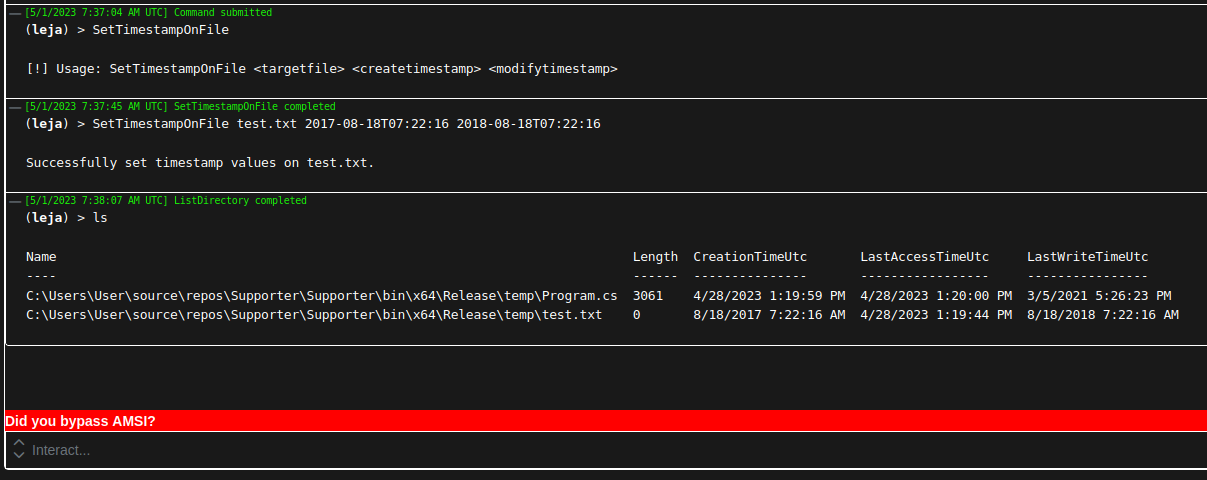 [5/1/2023 7:37:04 AM UTC] Command submitted
(leja) > SetTimestampOnFile
[!] Usage: SetTimestampOnFile <targetfile> <createtimestamp> <modifytimestamp>
[5/1/2023 7:37:45 AM UTC] SetTimestampOnFile completed
(leja) > SetTimestampOnFile test.txt 2017-08-18T07:22:16 2018-08-18T07:22:16
Successfully set timestamp values on test.txt.
[5/1/2023 7:38:07 AM UTC] ListDirectory completed
(leja) > ls
Name Length CreationTimeUtc LastAccessTimeUtc LastWriteTimeUtc
---- ------ --------------- ----------------- ----------------
C:\Users\User\source\repos\Supporter\Supporter\bin\x64\Release\temp\Program.cs 3061 4/28/2023 1:19:59 PM 4/28/2023 1:20:00 PM 3/5/2021 5:26:23 PM
C:\Users\User\source\repos\Supporter\Supporter\bin\x64\Release\temp\test.txt 0 8/18/2017 7:22:16 AM 4/28/2023 1:19:44 PM 8/18/2018 7:22:16 AM
Did you bypass AMSI?
Interact...